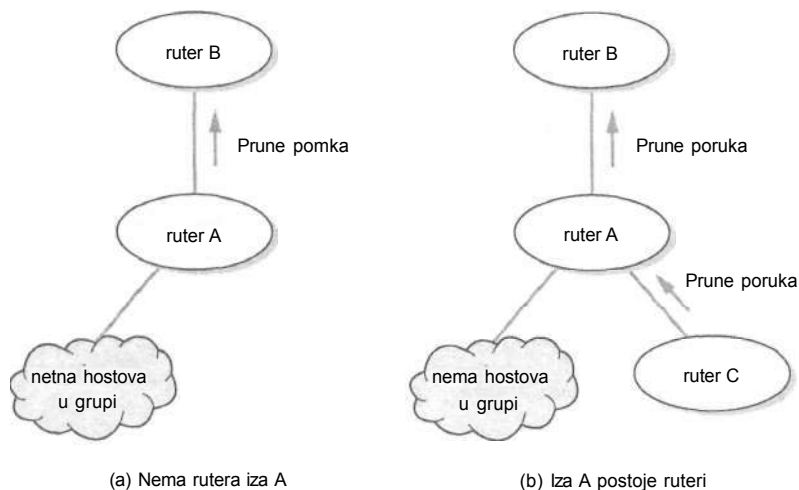 ruter B
Prune pomka
ruter A
netna hostova
u grupi
(a) Nema rutera iza A
ruter B
Prune poruka
ruter A
Prune poruka
nema hostova
u grupi
ruter C
(b) Iza A postoje ruteri